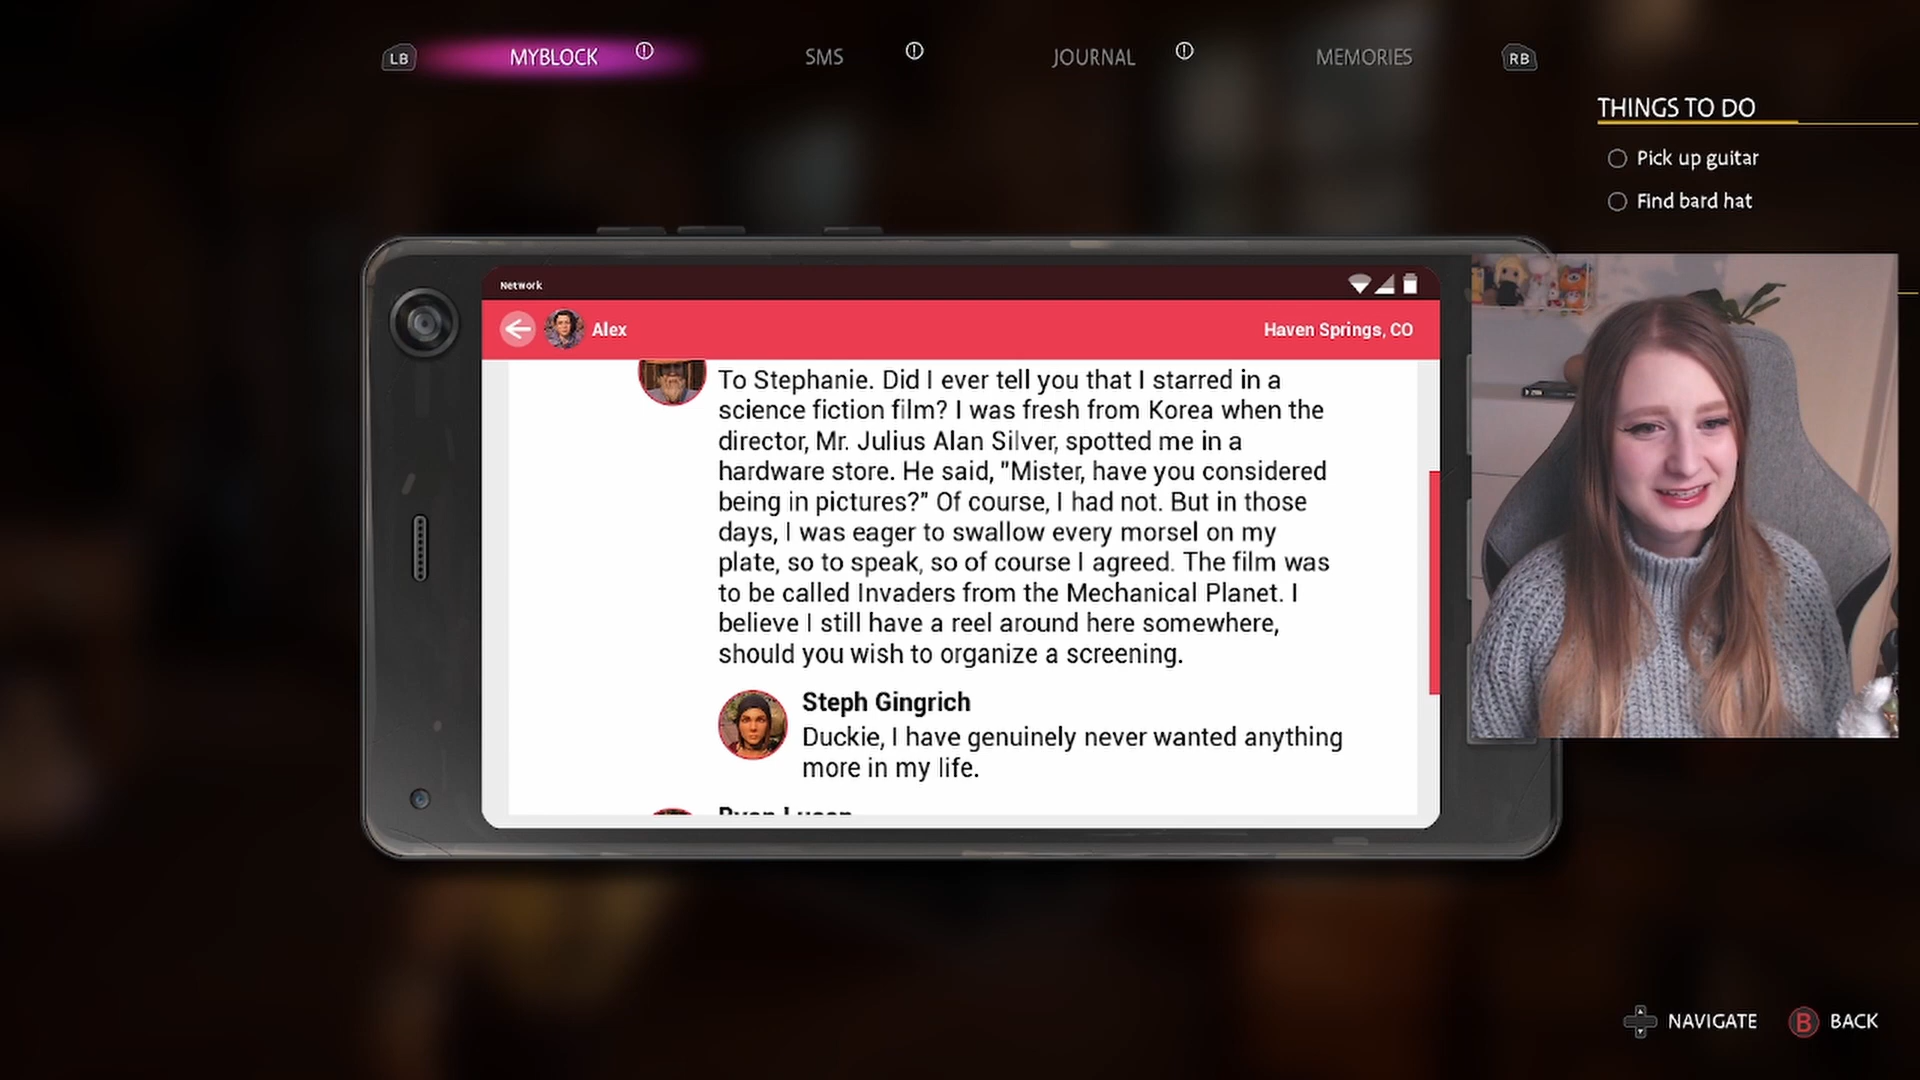 LB
MYBLOCK
SMS
JOURNAL
MEMORIES
RB
THINGS TO DO
Pick up guitar
Find bard hat
Network
Alex
Haven Springs, CO
To Stephanie. Did I ever tell you that I starred in a
science fiction film? I was fresh from Korea when the
director, Mr. Julius Alan Silver, spotted me in a
hardware store. He said, "Mister, have you considered
being in pictures?" Of course, I had not. But in those
days, I was eager to swallow every morsel on my
plate, so to speak, so of course I agreed. The film was
to be called Invaders from the Mechanical Planet. I
believe I still have a reel around here somewhere,
should you wish to organize a screening.
Steph Gingrich
Duckie, I have genuinely never wanted anything
more in my life.
Ryan Lucan
NAVIGATE
B BACK